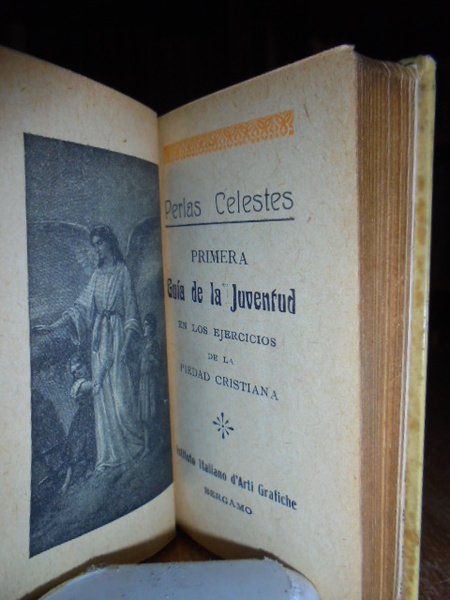 Perlas Celestes
PRIMERA
Guía de la Juventud
EN LOS EJERCICIOS
DE LA
PIEDAD CRISTIANA
Istituto Italiano d'Arti Grafiche
BERGAMO